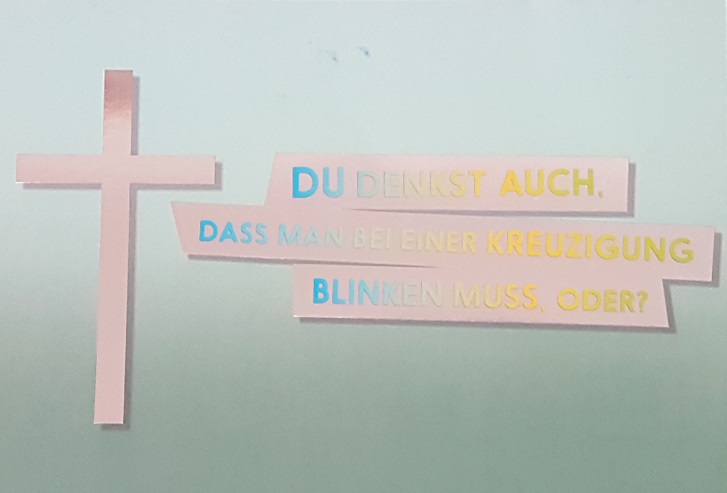 DU DENKST AUCH,
DASS MAN BEI EINER KREUZIGUNG
BLINKEN MUSS, ODER?